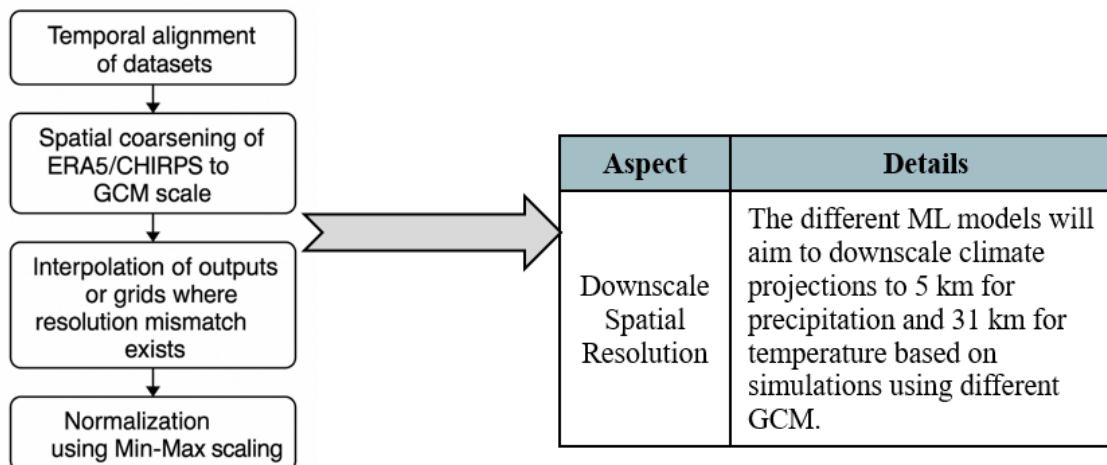 Temporal alignment
of datasets
Spatial coarsening of
ERA5/CHIRPS to
GCM scale
Interpolation of outputs
or grids where
resolution mismatch
exists
Normalization
using Min-Max scaling
Aspect
Details
Downscale
Spatial
Resolution
The different ML models will
aim to downscale climate
projections to 5 km for
precipitation and 31 km for
temperature based on
simulations using different
GCM.